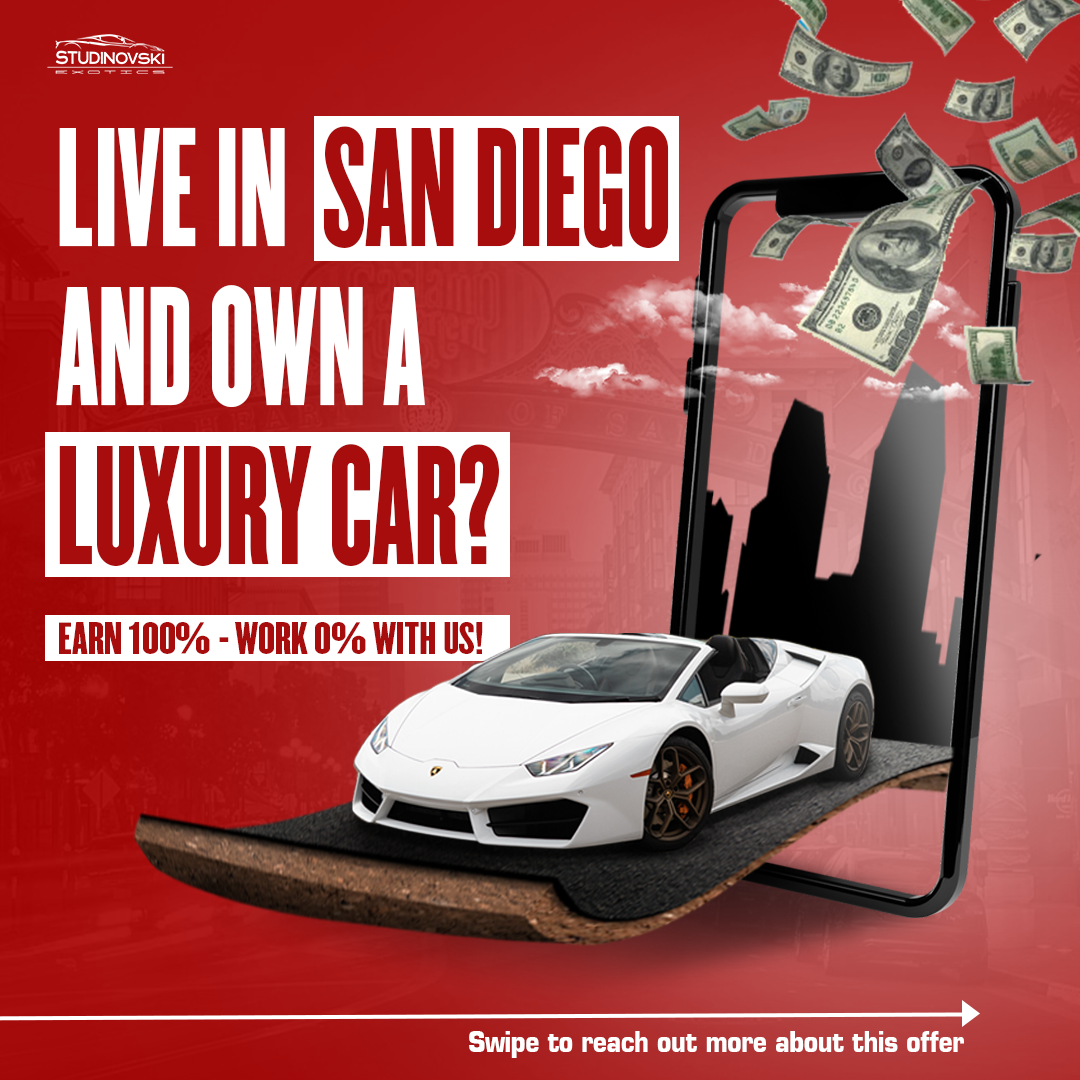 STUDINOVSKI
EXOTICS
LIVE IN SAN DIEGO
AND OWN A
LUXURY CAR?
EARN 100% - WORK 0% WITH US!
Swipe to reach out more about this offer